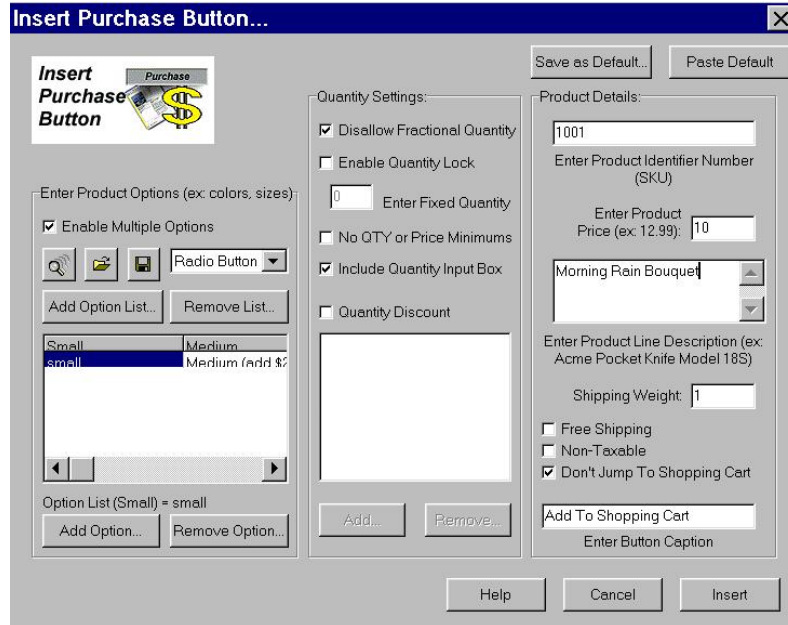 Insert Purchase Button...
Insert
Purchase
Button
Purchase
Save as Default...
Paste Default
Enter Product Options (ex: colors, sizes)
Enable Multiple Options
Radio Button
Add Option List...
Remove List...
Small
Medium
small
Medium (add $2
Option List (Small) = small
Add Option...
Remove Option...
Quantity Settings:
Disallow Fractional Quantity
Enable Quantity Lock
0
Enter Fixed Quantity
No QTY or Price Minimums
Include Quantity Input Box
Quantity Discount
Add...
Remove...
Product Details:
1001
Enter Product Identifier Number
(SKU)
Enter Product
Price (ex: 12.99):
10
Morning Rain Bouquet
Enter Product Line Description (ex:
Acme Pocket Knife Model 18S)
Shipping Weight:
1
Free Shipping
Non-Taxable
Don't Jump To Shopping Cart
Add To Shopping Cart
Enter Button Caption
Help
Cancel
Insert